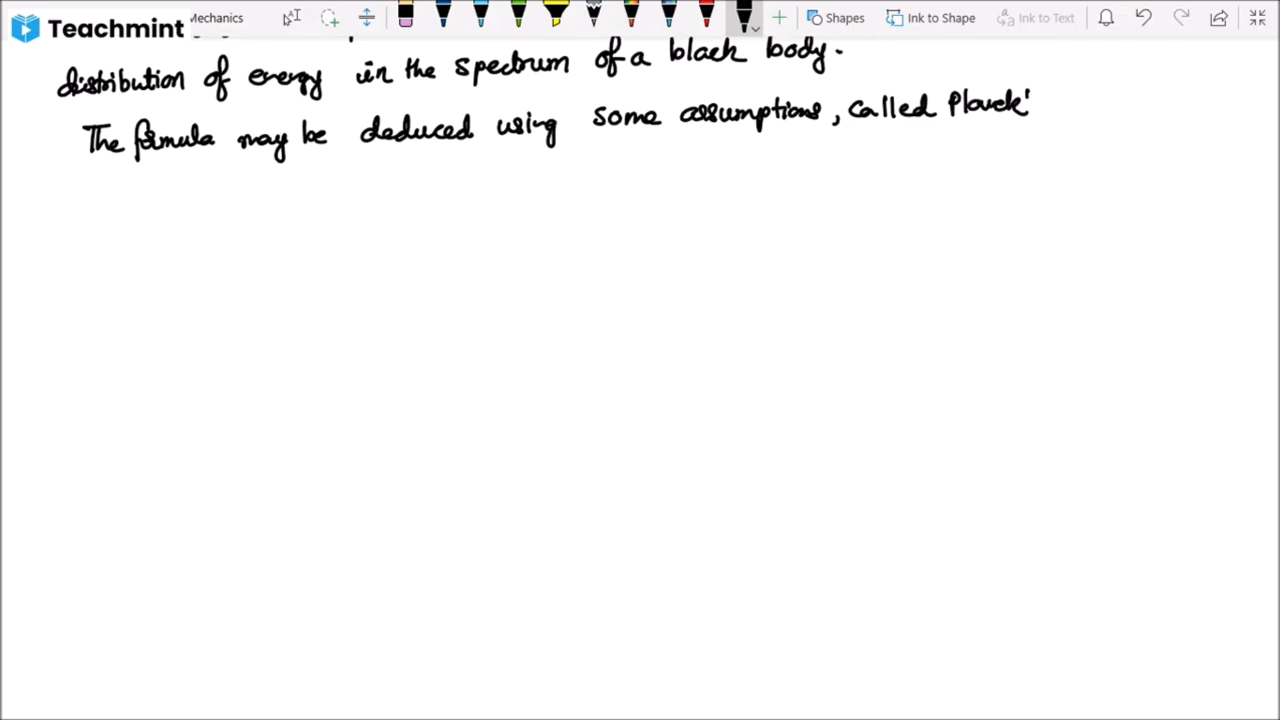 Teachmint
Mechanics
Shapes
Ink to Shape
Ink to Text
distribution of energy in the spectrum of a black body.
The formula may be deduced using some assumptions, called Planck'